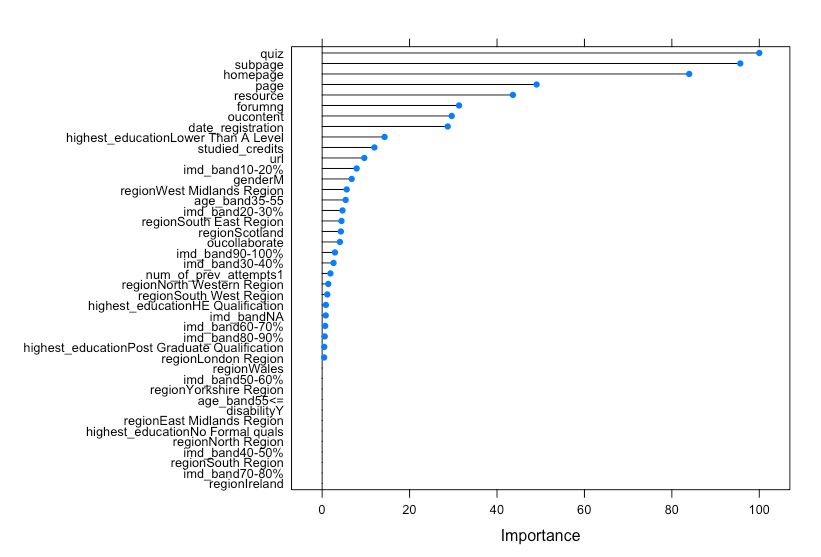 quiz
subpage
homepage
page
resource
forumng
oucontent
date_registration
highest_educationLower Than A Level
studied_credits
url
imd_band10-20%
genderM
regionWest Midlands Region
age_band35-55
imd_band20-30%
regionSouth East Region
regionScotland
oucollaborate
imd_band90-100%
imd_band30-40%
num_of_prev_attempts1
regionNorth Western Region
regionSouth West Region
highest_educationHE Qualification
imd_bandNA
imd_band60-70%
imd_band80-90%
highest_educationPost Graduate Qualification
regionLondon Region
regionWales
imd_band50-60%
regionYorkshire Region
age_band55<=
disabilityY
regionEast Midlands Region
highest_educationNo Formal quals
regionNorth Region
imd_band40-50%
regionSouth Region
imd_band70-80%
regionIreland
0 20 40 60 80 100
Importance